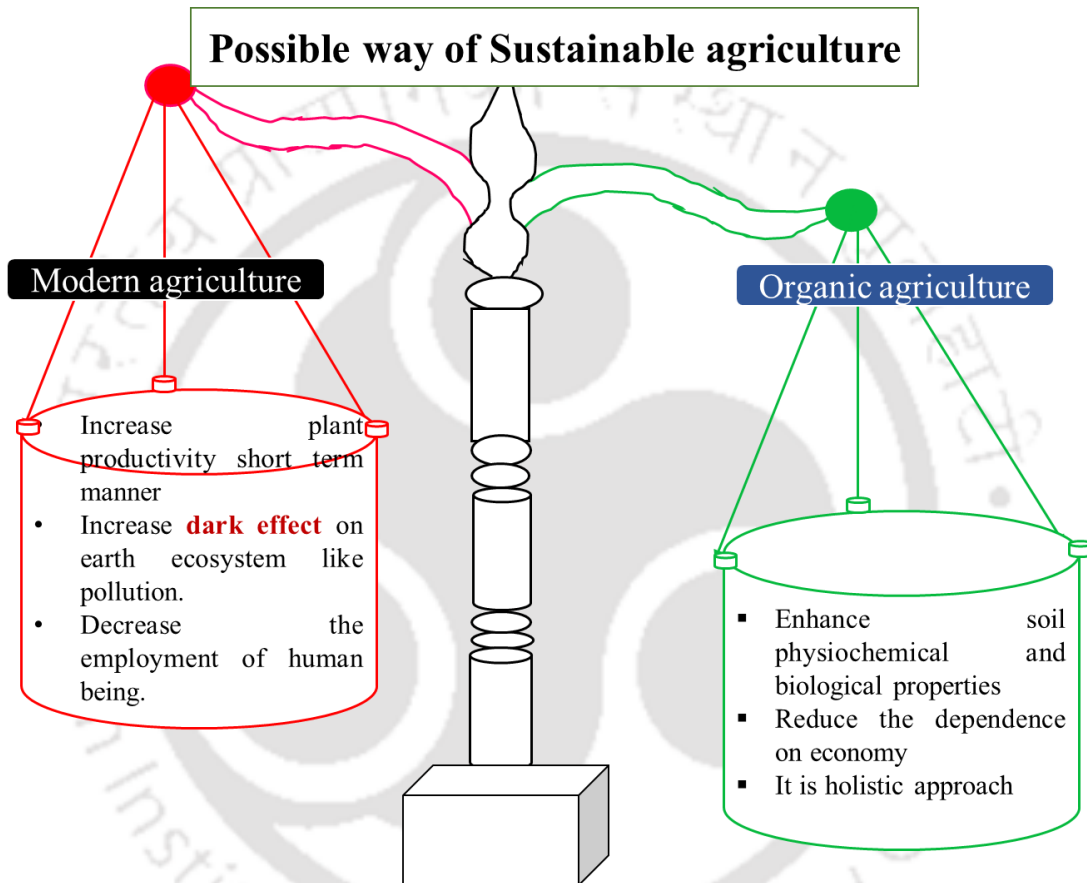 Possible way of Sustainable agriculture
Modern agriculture
• Increase plant
productivity short term
manner
• Increase dark effect on
earth ecosystem like
pollution.
• Decrease the
employment of human
being.
Organic agriculture
▪ Enhance soil
physiochemical and
biological properties
▪ Reduce the dependence
on economy
▪ It is holistic approach